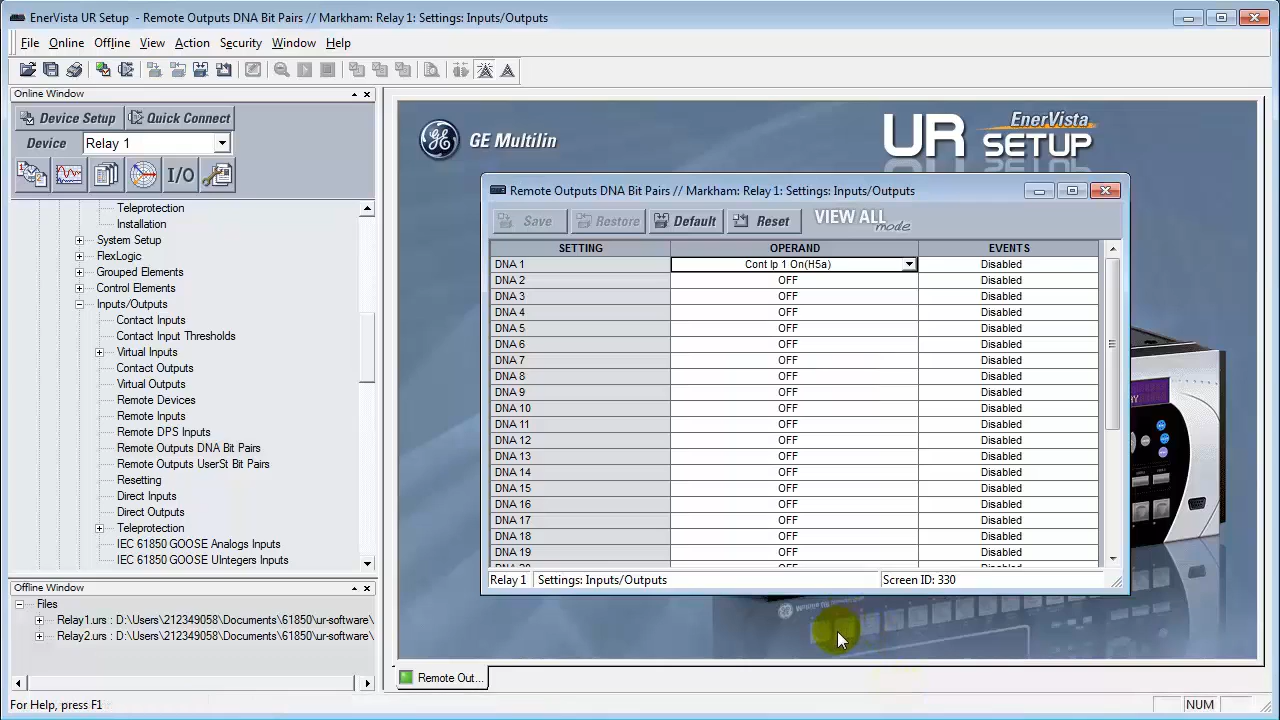 EnerVista UR Setup - Remote Outputs DNA Bit Pairs // Markham: Relay 1: Settings: Inputs/Outputs
File Online Offline View Action Security Window Help
Online Window
Device Setup Quick Connect
Device Relay 1
I/O
Teleprotection
Installation
System Setup
FlexLogic
Grouped Elements
Control Elements
Inputs/Outputs
Contact Inputs
Contact Input Thresholds
Virtual Inputs
Contact Outputs
Virtual Outputs
Remote Devices
Remote Inputs
Remote DPS Inputs
Remote Outputs DNA Bit Pairs
Remote Outputs UserSt Bit Pairs
Resetting
Direct Inputs
Direct Outputs
Teleprotection
IEC 61850 GOOSE Analogs Inputs
IEC 61850 GOOSE UIntegers Inputs
Offline Window
Files
Relay1.urs : D:\Users\212349058\Documents\61850\ur-software\
Relay2.urs : D:\Users\212349058\Documents\61850\ur-software\
GE Multilin
UR EnerVista
SETUP
Remote Outputs DNA Bit Pairs // Markham: Relay 1: Settings: Inputs/Outputs
Save Restore Default Reset VIEW ALL mode
SETTING OPERAND EVENTS
DNA 1 Cont Ip 1 On(H5a) Disabled
DNA 2 OFF Disabled
DNA 3 OFF Disabled
DNA 4 OFF Disabled
DNA 5 OFF Disabled
DNA 6 OFF Disabled
DNA 7 OFF Disabled
DNA 8 OFF Disabled
DNA 9 OFF Disabled
DNA 10 OFF Disabled
DNA 11 OFF Disabled
DNA 12 OFF Disabled
DNA 13 OFF Disabled
DNA 14 OFF Disabled
DNA 15 OFF Disabled
DNA 16 OFF Disabled
DNA 17 OFF Disabled
DNA 18 OFF Disabled
DNA 19 OFF Disabled
Relay 1 Settings: Inputs/Outputs Screen ID: 330
Remote Out...
For Help, press F1 NUM